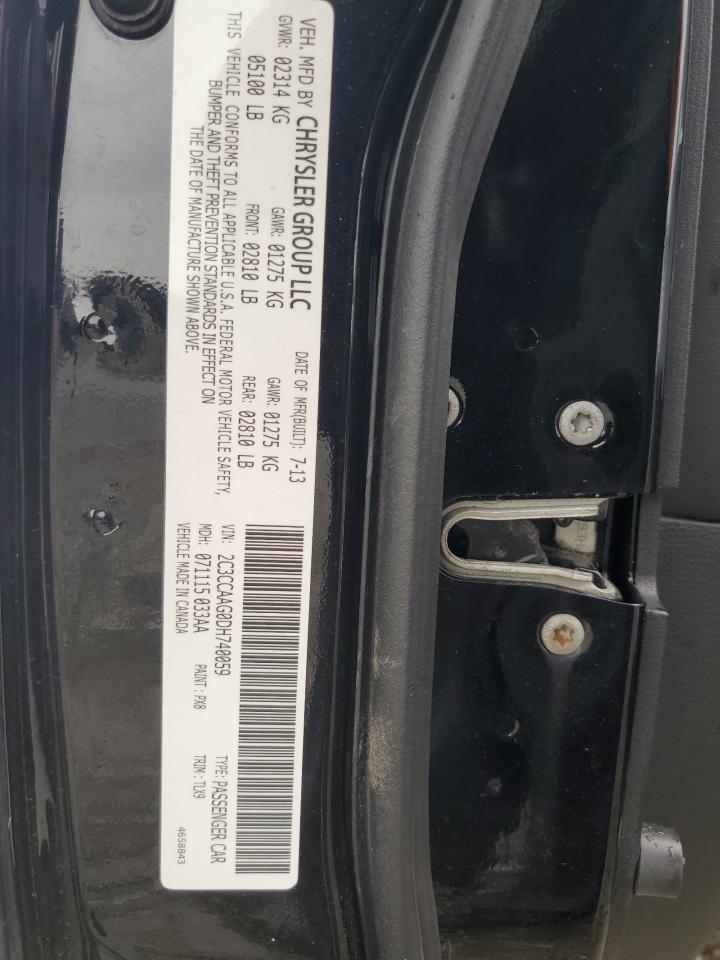 VEH. MFD BY CHRYSLER GROUP LLC
DATE OF MFR(BUILT): 7-13
GVWR: 02314 KG GAWR: 01275 KG GAWR: 01275 KG
05100 LB FRONT: 02810 LB REAR: 02810 LB
THIS VEHICLE CONFORMS TO ALL APPLICABLE U.S.A. FEDERAL MOTOR VEHICLE SAFETY,
BUMPER AND THEFT PREVENTION STANDARDS IN EFFECT ON
THE DATE OF MANUFACTURE SHOWN ABOVE.
VIN: 2C3CCAAG0DH740059 TYPE: PASSENGER CAR
MDH: 071115 033AA PAINT: PX8 TRIM: TLX9
VEHICLE MADE IN CANADA 4658843